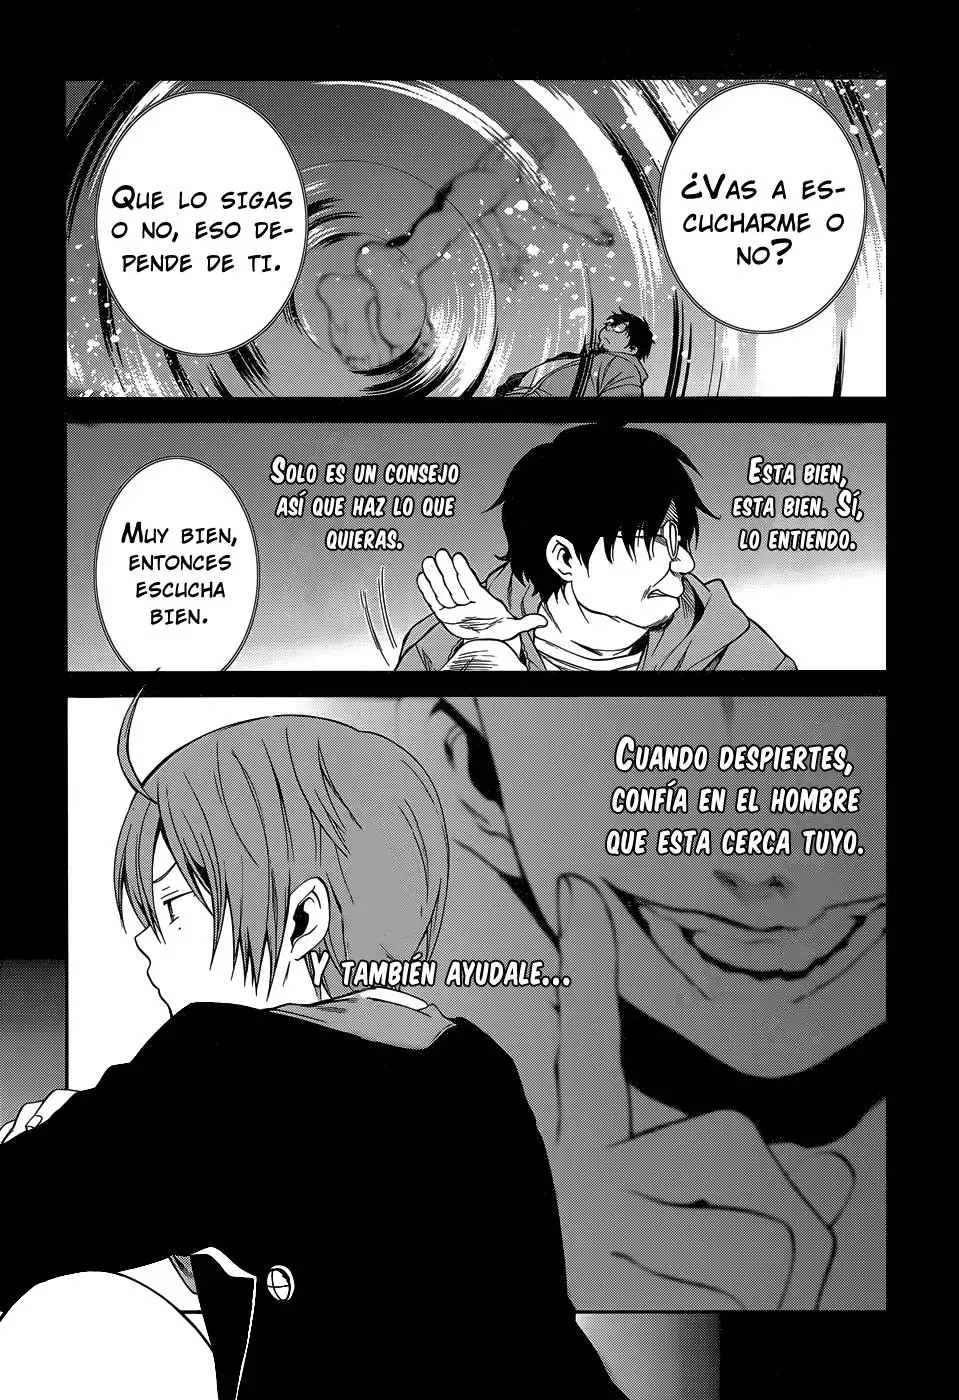 ¿Vas a es-
cucharme o
no?
Que lo sigas
o no, eso de-
pende de ti.
Esta bien,
esta bien. Sí,
lo entiendo.
Solo es un consejo
así que haz lo que
quieras.
Muy bien,
entonces
escucha
bien.
Cuando despiertes,
confía en el hombre
que esta cerca tuyo.
Y también ayudale...